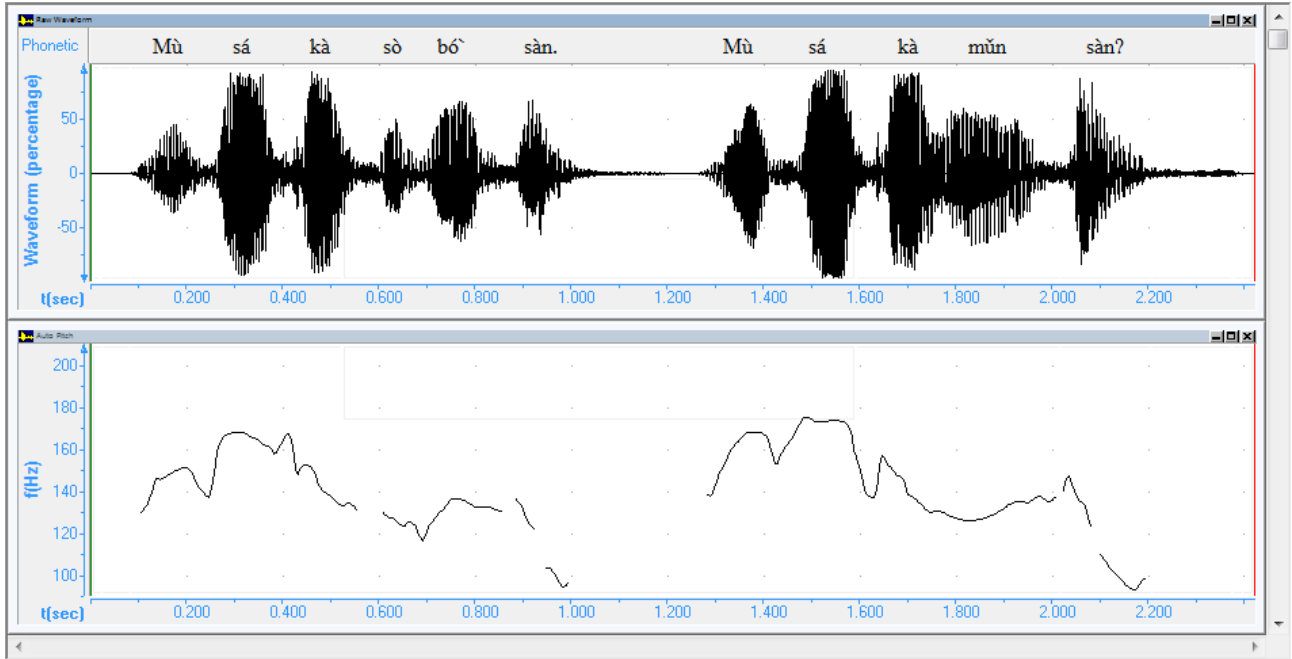 Raw Waveform
Phonetic Mù sá kà sò bó` sàn. Mù sá kà mǔn sàn?
Waveform (percentage)
50
0
-50
t(sec) 0.200 0.400 0.600 0.800 1.000 1.200 1.400 1.600 1.800 2.000 2.200
Auto Pitch
f(Hz)
200
180
160
140
120
100
t(sec) 0.200 0.400 0.600 0.800 1.000 1.200 1.400 1.600 1.800 2.000 2.200